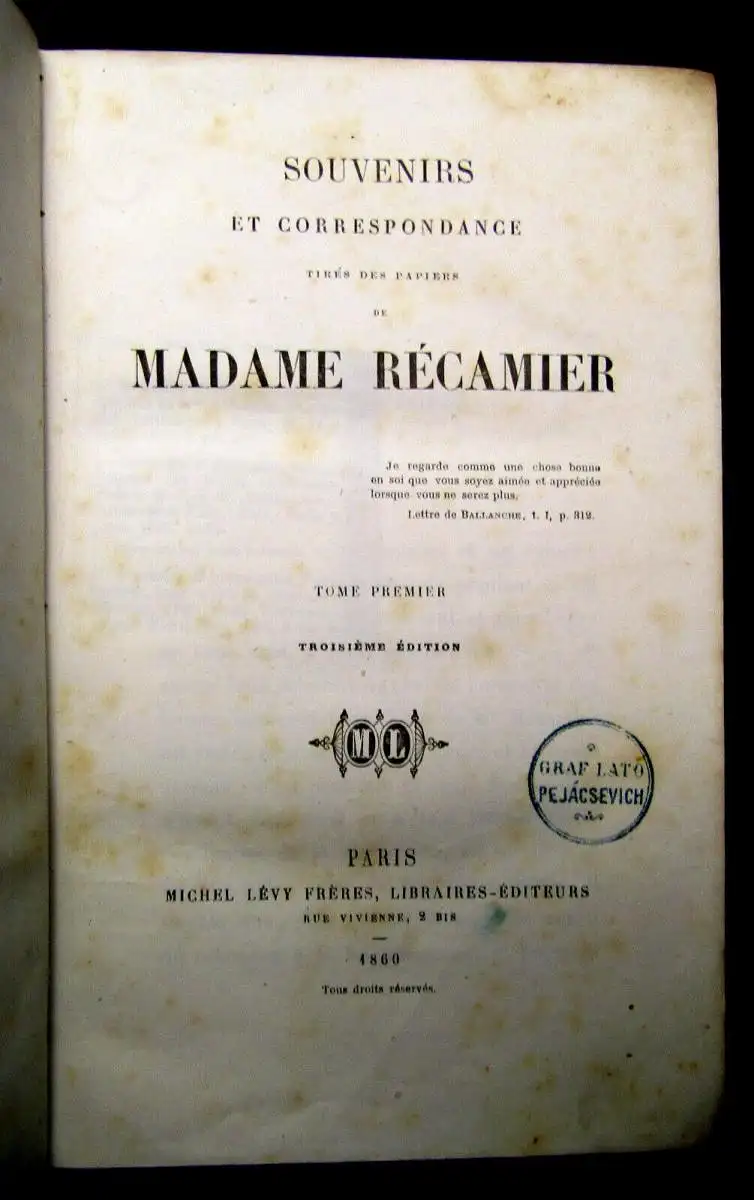 SOUVENIRS
ET CORRESPONDANCE
TIRÉS DES PAPIERS
DE
MADAME RÉCAMIER
Je regarde comme une chose bonne
en soi que vous soyez aimée et appréciée
lorsque vous ne serez plus.
Lettre de BALLANCHE, t. I, p. 312.
TOME PREMIER
TROISIÈME ÉDITION
ML
GRAF LATÓ
PEJÁCSEVICH
PARIS
MICHEL LÉVY FRÈRES, LIBRAIRES-ÉDITEURS
RUE VIVIENNE, 2 BIS
1860
Tous droits réservés.